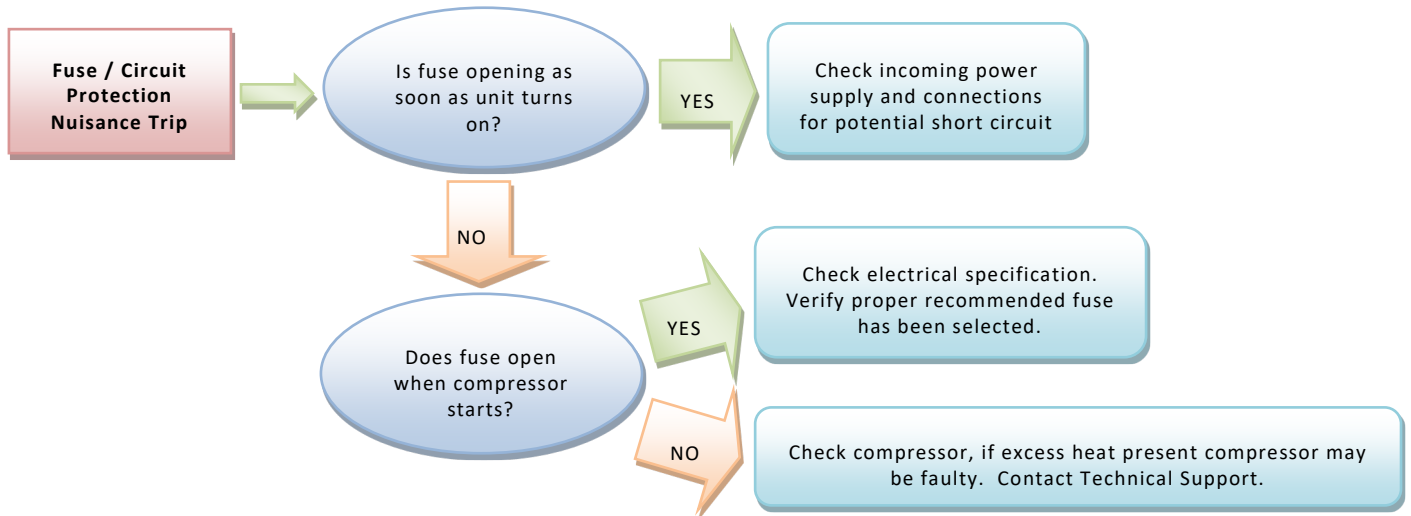 Fuse / Circuit
Protection
Nuisance Trip
Is fuse opening as
soon as unit turns
on?
YES
Check incoming power
supply and connections
for potential short circuit
NO
Does fuse open
when compressor
starts?
YES
Check electrical specification.
Verify proper recommended fuse
has been selected.
NO
Check compressor, if excess heat present compressor may
be faulty. Contact Technical Support.